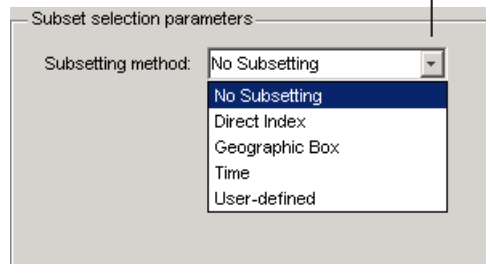 Subset selection parameters
Subsetting method: No Subsetting
No Subsetting
Direct Index
Geographic Box
Time
User-defined